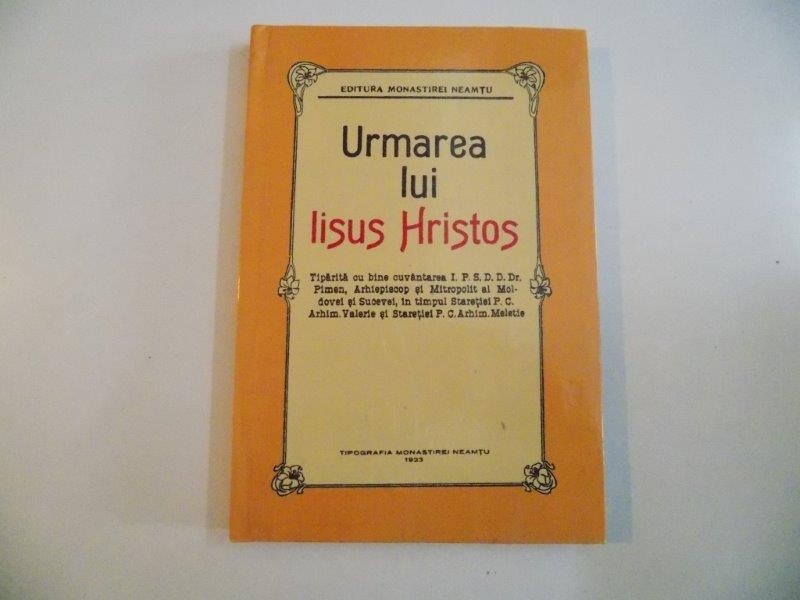 EDITURA MONASTIREI NEAMȚU
Urmarea
lui
Iisus Hristos
Tipărită cu bine cuvântarea I. P. S. D. D. Dr.
Pimen, Arhiepiscop și Mitropolit al Mol-
dovei și Sucevei, în timpul Stareției P. C.
Arhim. Valerie și Stareției P. C. Arhim. Meletie
TIPOGRAFIA MONASTIREI NEAMȚU
1933